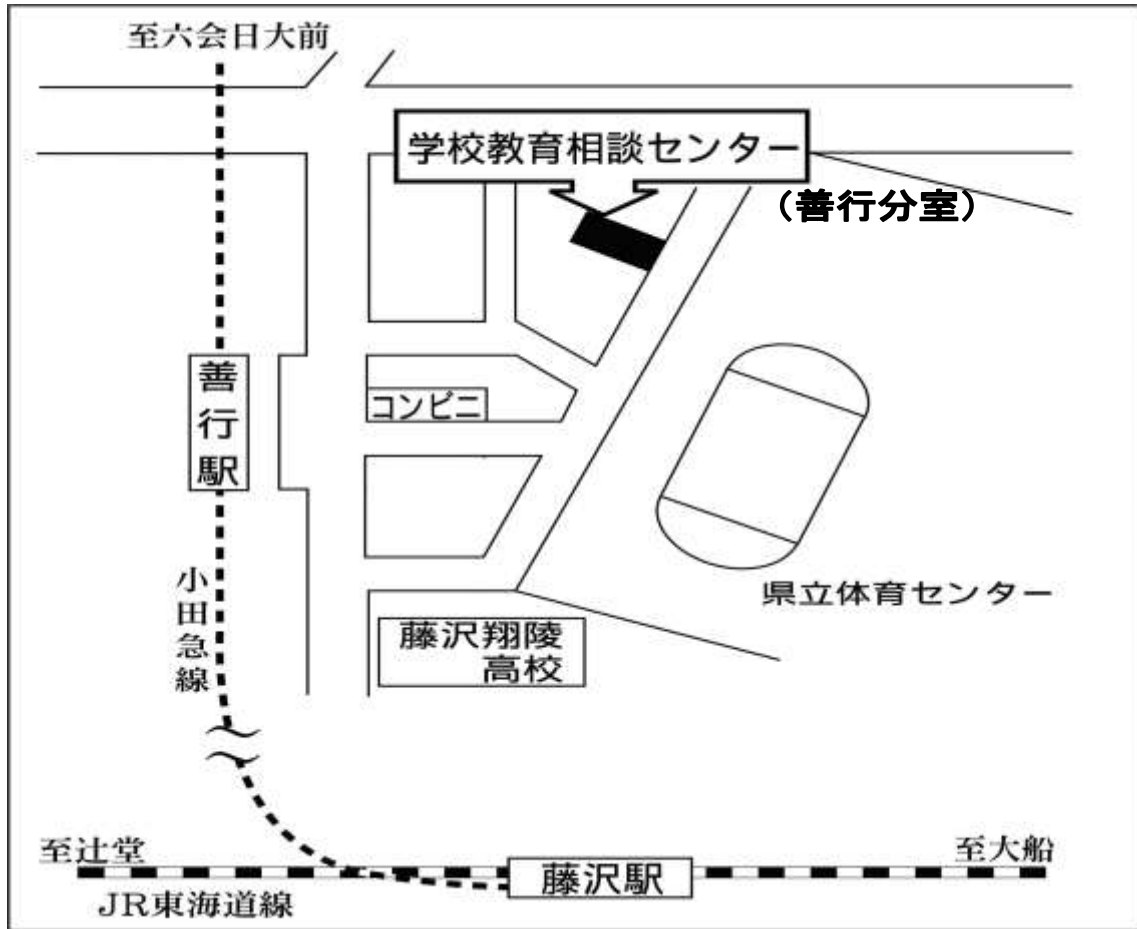 至六会日大前
学校教育相談センター
（善行分室）
善行駅
コンビニ
小田急線
県立体育センター
藤沢翔陵
高校
至辻堂
至大船
藤沢駅
JR東海道線